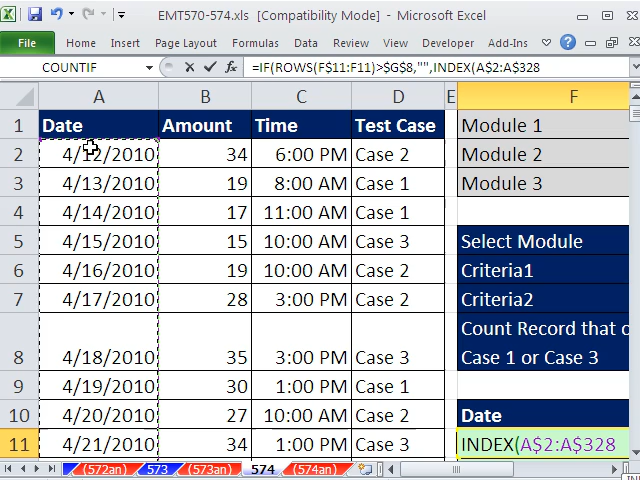 EMT570-574.xls [Compatibility Mode] - Microsoft Excel
File Home Insert Page Layout Formulas Data Review View Developer Add-Ins
COUNTIF =IF(ROWS(F$11:F11)>$G$8,"",INDEX(A$2:A$328
A B C D E F
1 Date Amount Time Test Case Module 1
2 4/12/2010 34 6:00 PM Case 2 Module 2
3 4/13/2010 19 8:00 AM Case 1 Module 3
4 4/14/2010 17 11:00 AM Case 1
5 4/15/2010 15 10:00 AM Case 3 Select Module
6 4/16/2010 19 10:00 AM Case 2 Criteria1
7 4/17/2010 28 3:00 PM Case 2 Criteria2
Count Record that
8 4/18/2010 35 3:00 PM Case 3 Case 1 or Case 3
9 4/19/2010 30 1:00 PM Case 1
10 4/20/2010 27 10:00 AM Case 2 Date
11 4/21/2010 34 1:00 PM Case 3 INDEX(A$2:A$328
(572an) 573 (573an) 574 (574an)